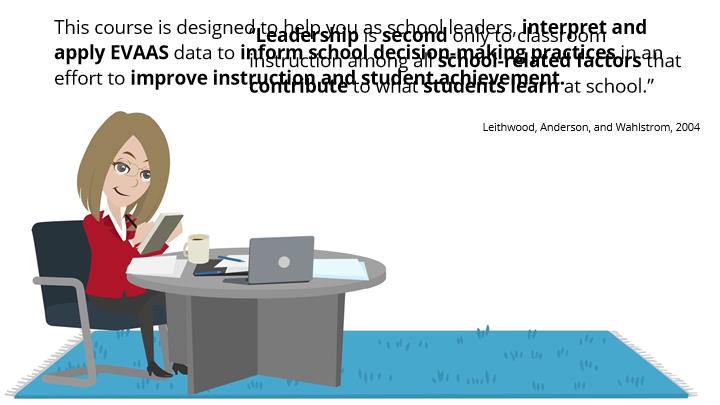 This course is designed to help you as school leaders, interpret and
apply EVAAS data to inform school decision-making practices in an
effort to improve instruction and student achievement.
“Leadership is second only to classroom
instruction among all school-related factors that
contribute to what students learn at school.”
Leithwood, Anderson, and Wahlstrom, 2004